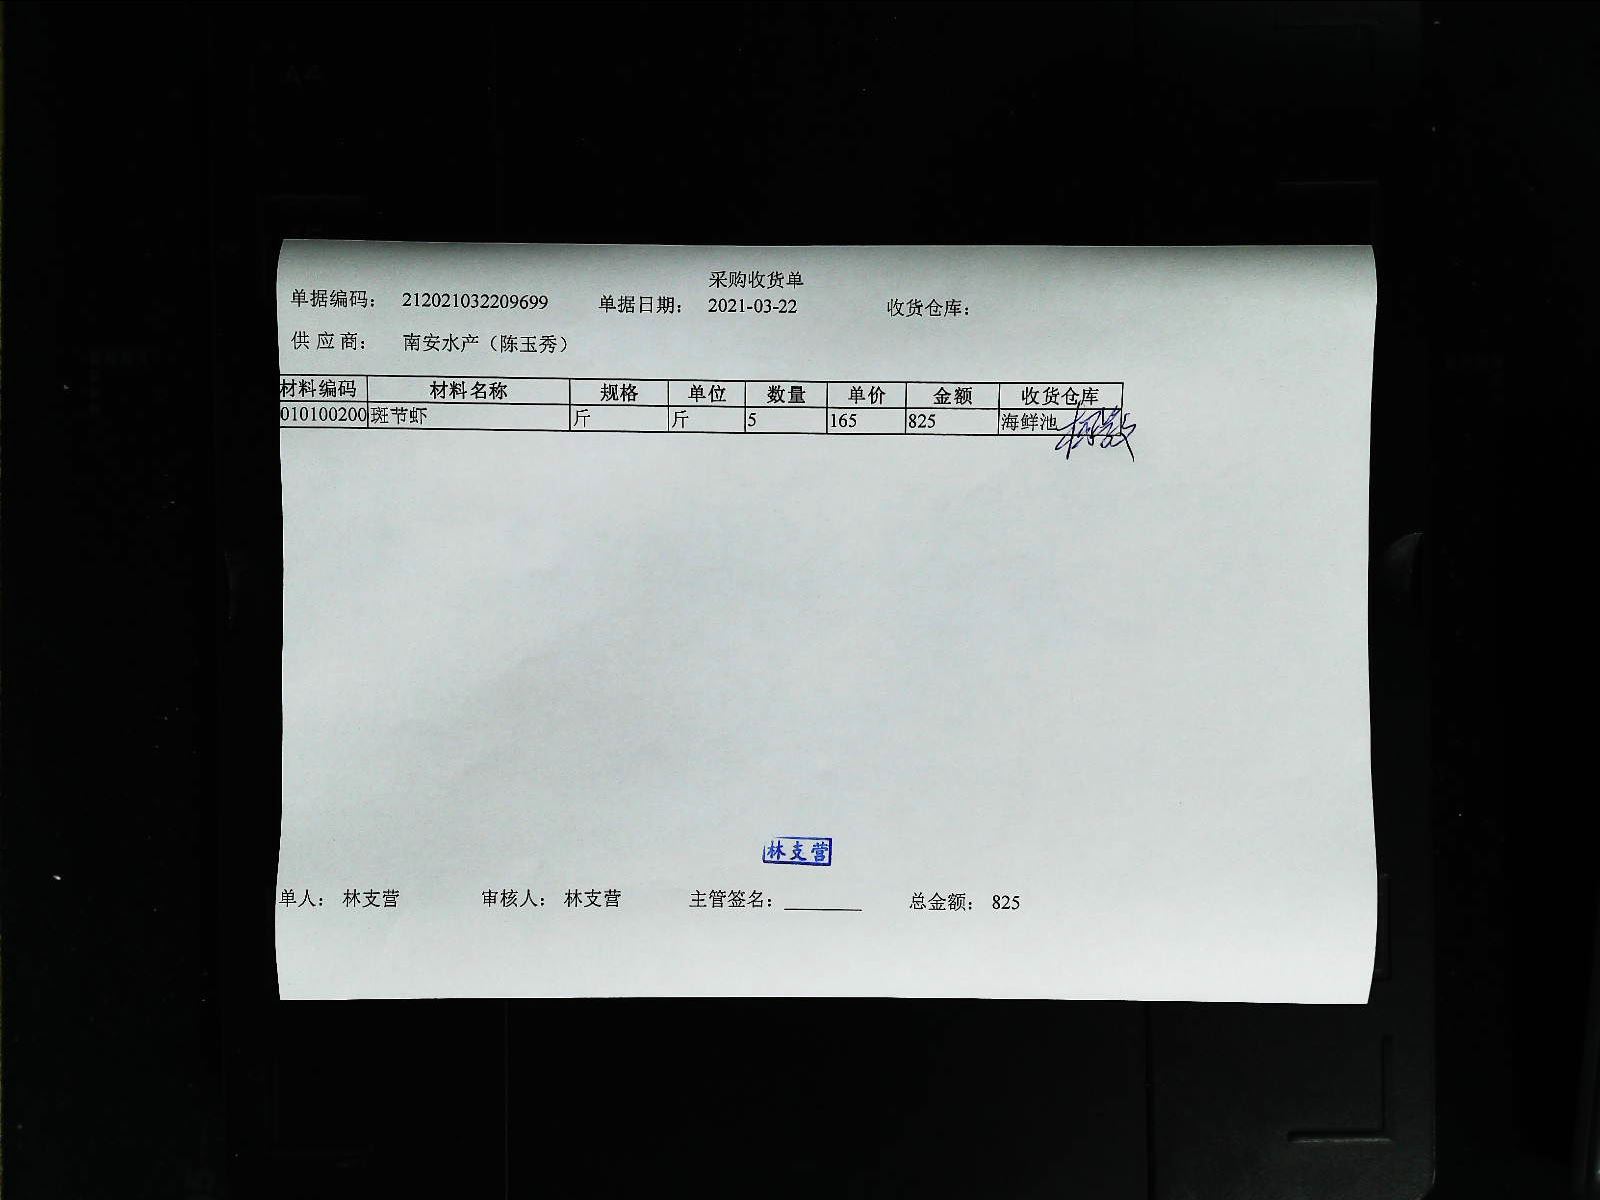 采购收货单
单据编码： 212021032209699 单据日期： 2021-03-22 收货仓库：
供 应 商： 南安水产（陈玉秀）
材料编码 材料名称 规格 单位 数量 单价 金额 收货仓库
010100200 斑节虾 斤 斤 5 165 825 海鲜池
林支营
单人： 林支营 审核人： 林支营 主管签名： 总金额： 825